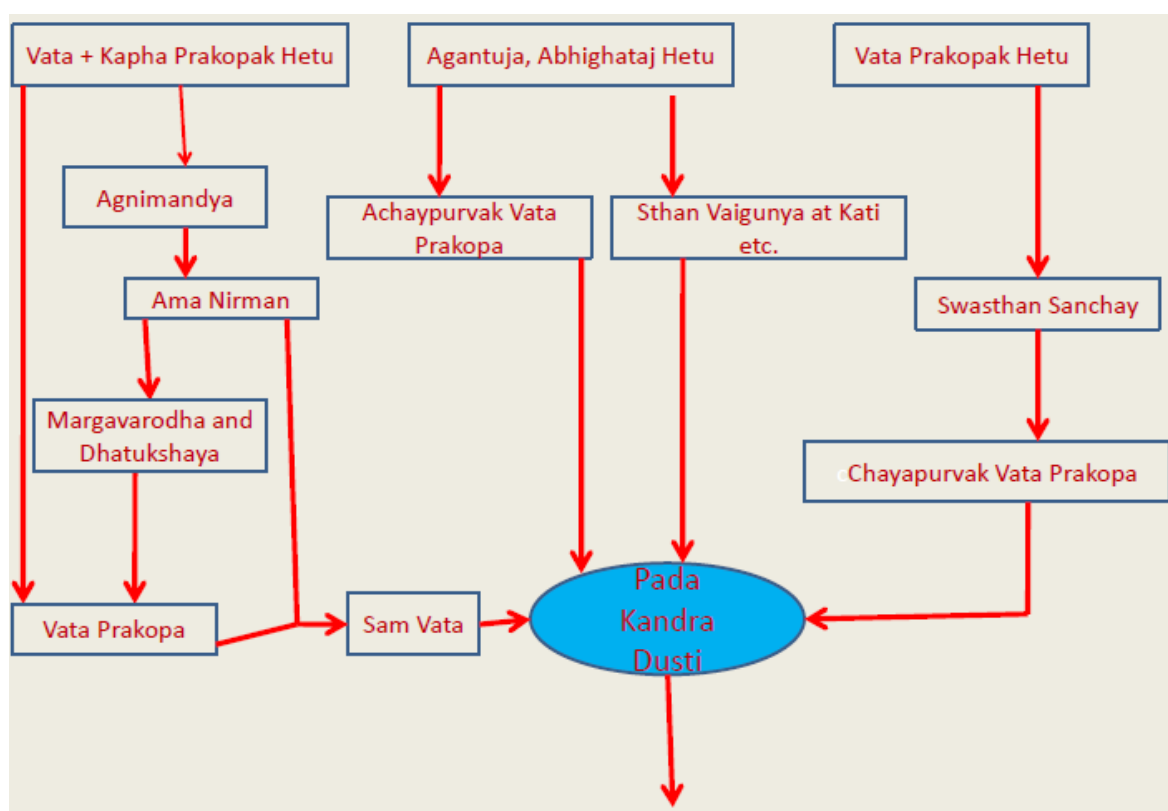 Vata + Kapha Prakopak Hetu
Agantuja, Abhighataj Hetu
Vata Prakopak Hetu
Agnimandya
Achaypurvak Vata
Prakopa
Sthan Vaigunya at Kati
etc.
Ama Nirman
Swasthan Sanchay
Margavarodha and
Dhatukshaya
cChayapurvak Vata Prakopa
Vata Prakopa
Sam Vata
Pada
Kandra
Dusti